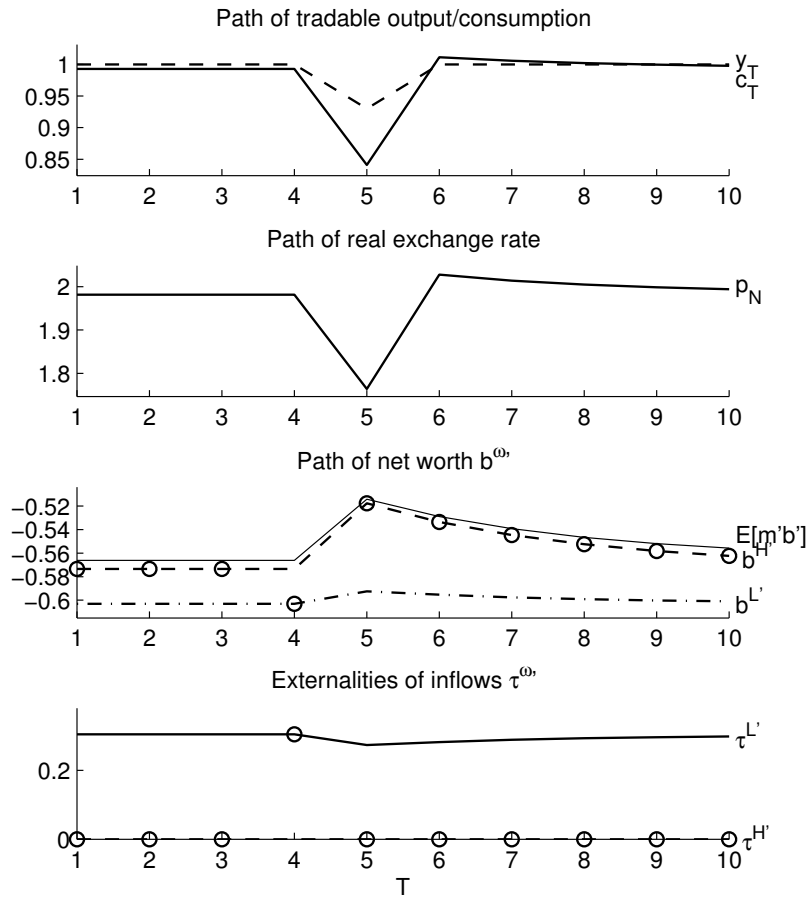 Path of tradable output/consumption
1
0.95
0.9
0.85
y_T
c_T
1 2 3 4 5 6 7 8 9 10
Path of real exchange rate
2
1.9
1.8
p_N
1 2 3 4 5 6 7 8 9 10
Path of net worth b^ω'
−0.52
−0.54
−0.56
−0.58
−0.6
E[m'b']
b^H'
b^L'
1 2 3 4 5 6 7 8 9 10
Externalities of inflows τ^ω'
0.2
0
τ^L'
τ^H'
1 2 3 4 5 6 7 8 9 10
T